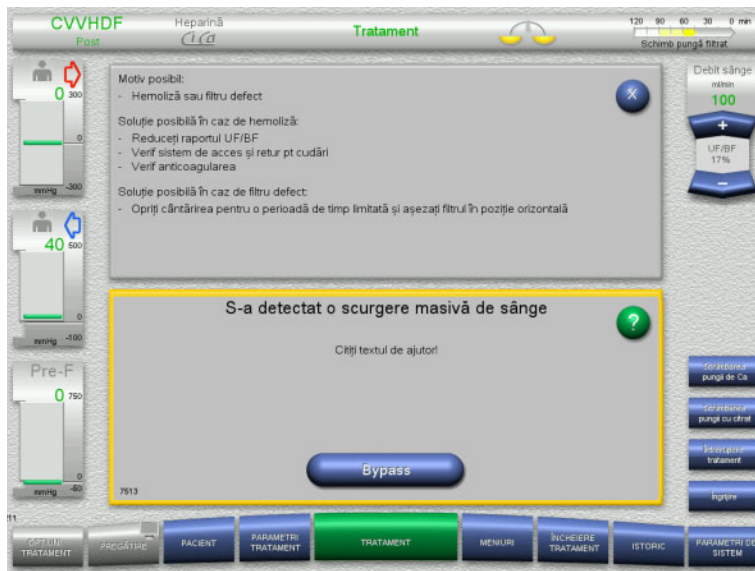 CVVHDF
Post
Heparină
CiCa
Tratament
120 90 60 30 0 min
Schimb pungă filtrat
0 300
0
mmHg -300
40 500
0
mmHg -100
Pre-F
0 750
0
mmHg -50
Motiv posibil:
- Hemoliză sau filtru defect
Soluție posibilă în caz de hemoliză:
- Reduceți raportul UF/BF
- Verif sistem de acces și retur pt cudări
- Verif anticoagularea
Soluție posibilă în caz de filtru defect:
- Opriți cântărirea pentru o perioadă de timp limitată și așezați filtrul în poziție orizontală
X
S-a detectat o scurgere masivă de sânge
?
Citiți textul de ajutor!
Bypass
7513
Debit sânge
ml/min
100
+
UF/BF
17%
−
Schimbarea
pungii de Ca
Schimbarea
pungii cu citrat
Întrerupere
tratament
Îngrijire
OPȚIUNI
TRATAMENT
PREGĂTIRE
PACIENT
PARAMETRI
TRATAMENT
TRATAMENT
MENIURI
ÎNCHEIERE
TRATAMENT
ISTORIC
PARAMETRI DE
SISTEM